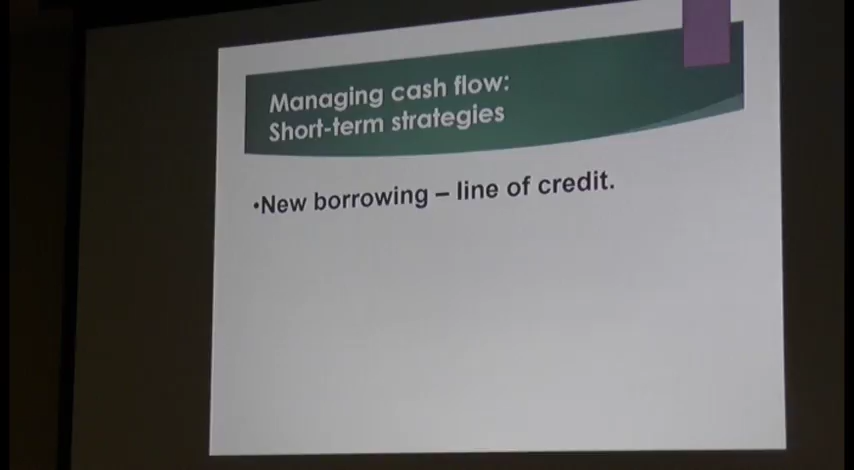 Managing cash flow:
Short-term strategies
•New borrowing – line of credit.